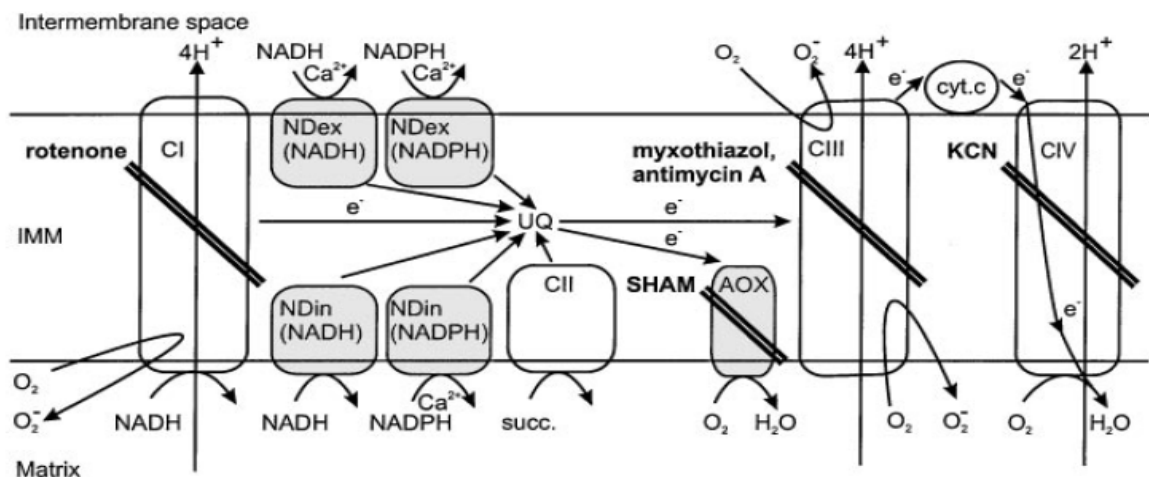 Intermembrane space
4H⁺
NADH
NADPH
Ca²⁺
Ca²⁺
O₂
O₂⁻
4H⁺
e⁻
cyt.c
e⁻
2H⁺
rotenone
CI
NDex
(NADH)
NDex
(NADPH)
myxothiazol,
antimycin A
CIII
KCN
CIV
IMM
e⁻
UQ
e⁻
e⁻
NDin
(NADH)
NDin
(NADPH)
CII
SHAM
AOX
e⁻
O₂
O₂⁻
NADH
NADH
NADPH
Ca²⁺
succ.
O₂
H₂O
O₂
O₂⁻
O₂
H₂O
Matrix